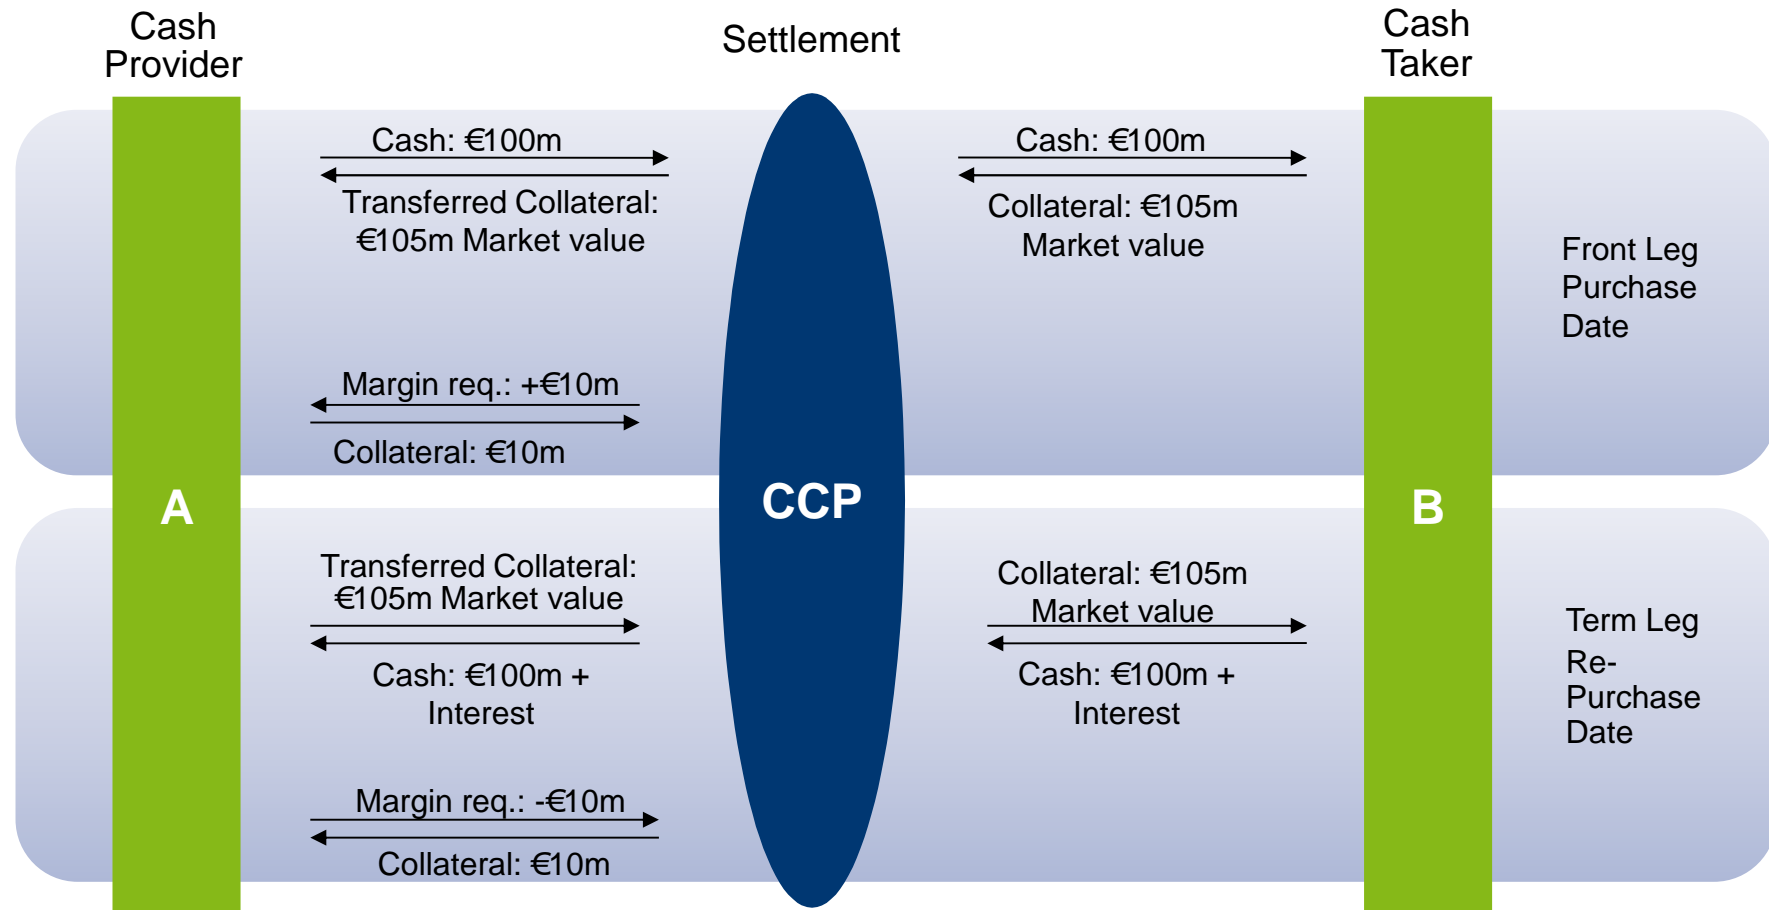 Cash
Provider
Settlement
Cash
Taker
Cash: €100m
Transferred Collateral:
€105m Market value
Cash: €100m
Collateral: €105m
Market value
Front Leg
Purchase
Date
Margin req.: +€10m
Collateral: €10m
A
CCP
B
Transferred Collateral:
€105m Market value
Cash: €100m +
Interest
Collateral: €105m
Market value
Cash: €100m +
Interest
Term Leg
Re-
Purchase
Date
Margin req.: -€10m
Collateral: €10m